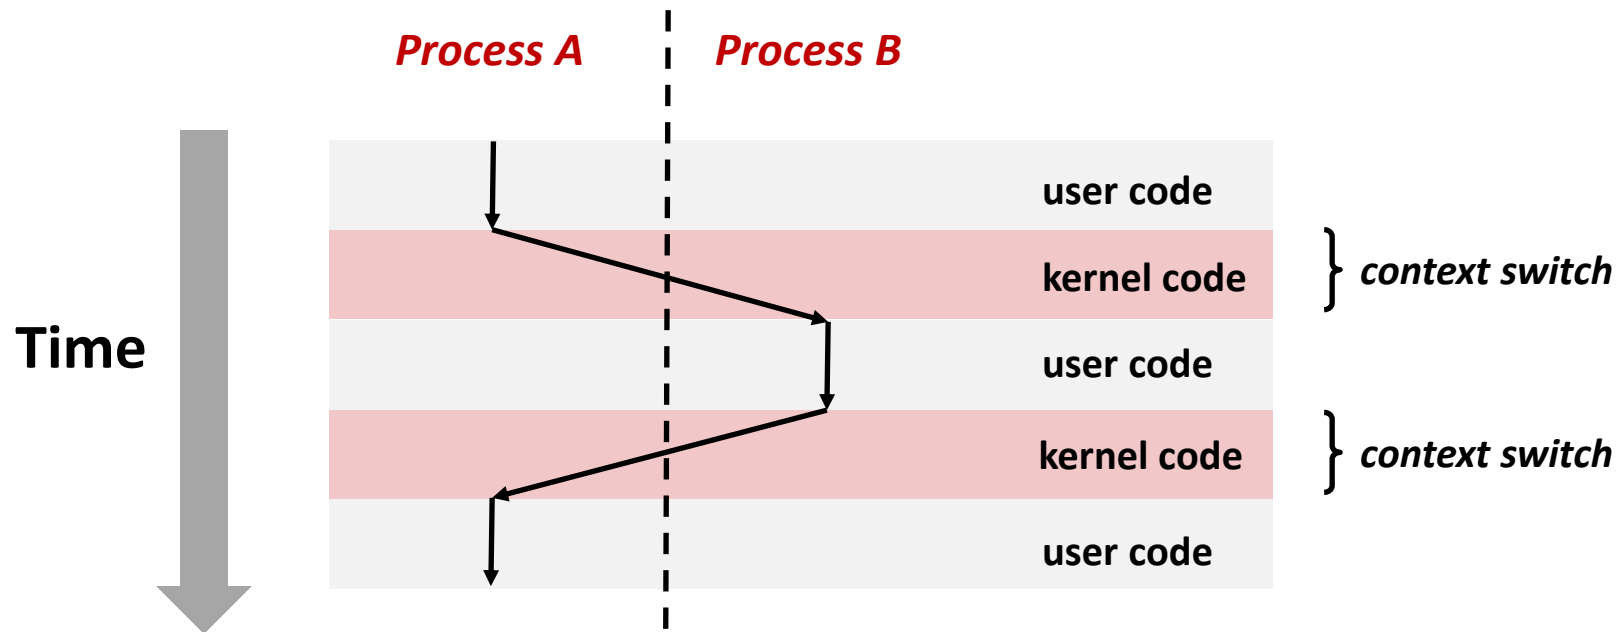 Process A
Process B
user code
kernel code
context switch
Time
user code
kernel code
context switch
user code